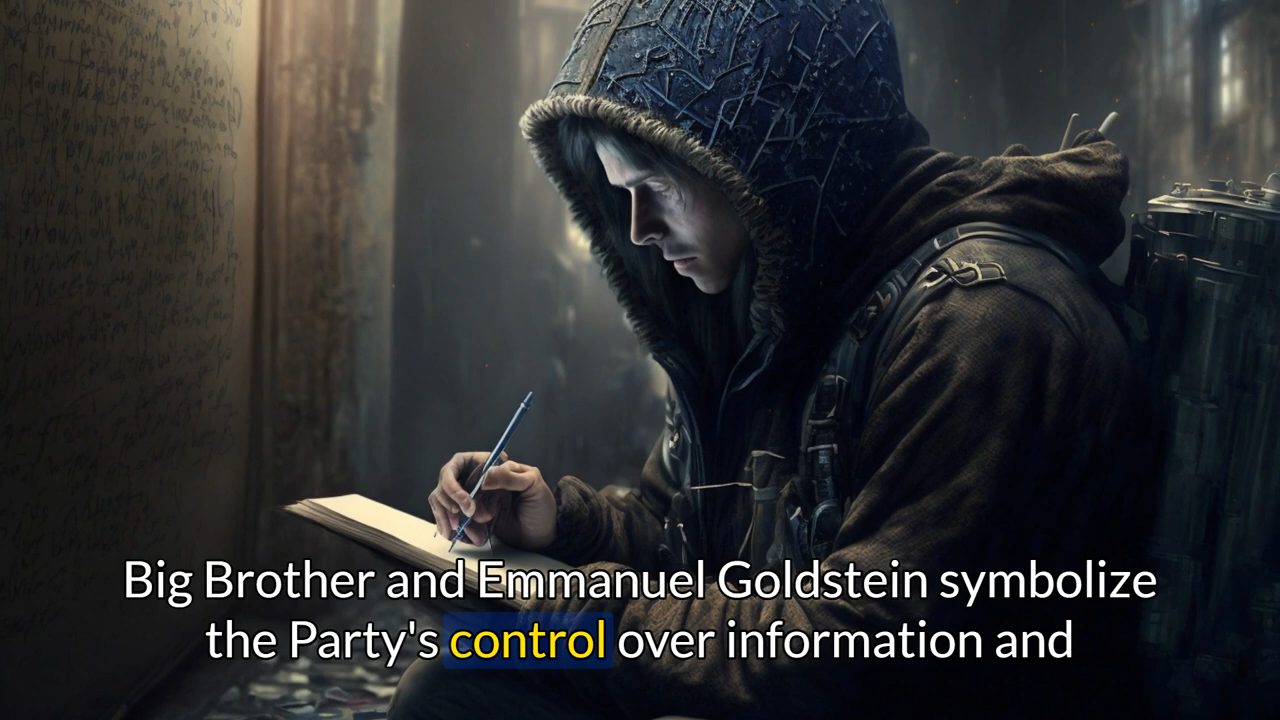 Big Brother and Emmanuel Goldstein symbolize
the Party's control over information and